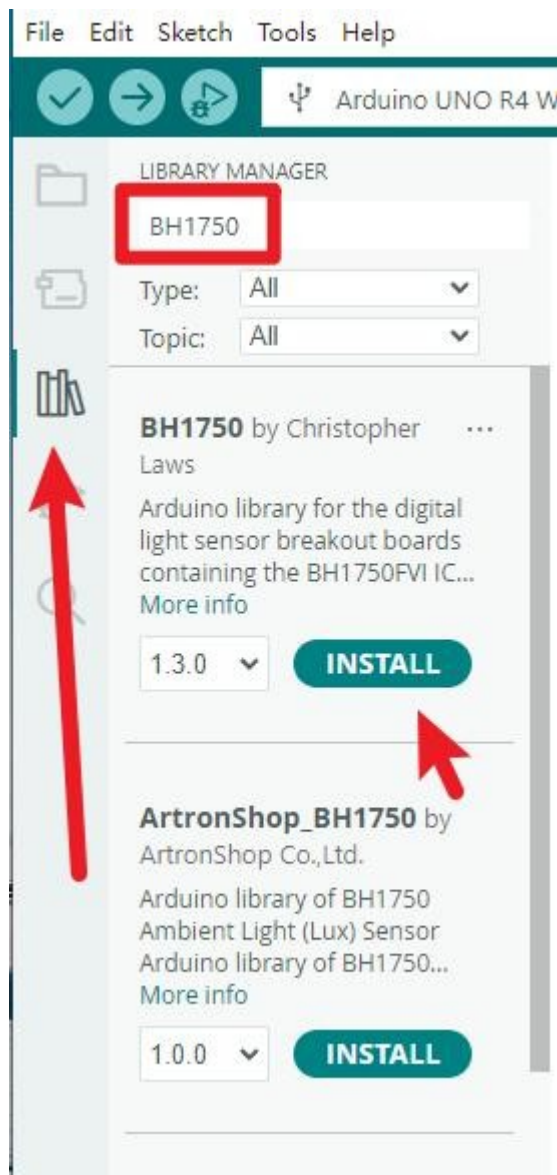 File Edit Sketch Tools Help
Arduino UNO R4 W
LIBRARY MANAGER
BH1750
Type: All
Topic: All
BH1750 by Christopher
Laws
Arduino library for the digital
light sensor breakout boards
containing the BH1750FVI IC...
More info
1.3.0 INSTALL
ArtronShop_BH1750 by
ArtronShop Co.,Ltd.
Arduino library of BH1750
Ambient Light (Lux) Sensor
Arduino library of BH1750...
More info
1.0.0 INSTALL